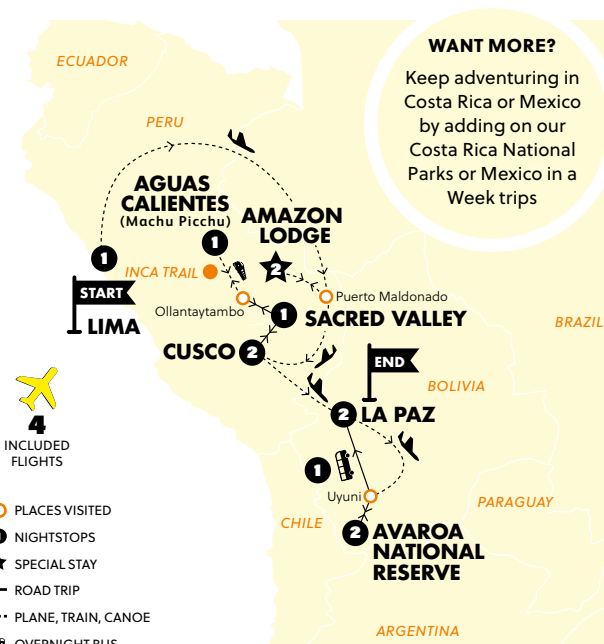 WANT MORE?
Keep adventuring in
Costa Rica or Mexico
by adding on our
Costa Rica National
Parks or Mexico in a
Week trips
ECUADOR
PERU
AGUAS
CALIENTES
(Machu Picchu)
1
AMAZON
LODGE
2
1
INCA TRAIL
START
LIMA
Ollantaytambo
Puerto Maldonado
1
SACRED VALLEY
BRAZIL
CUSCO
2
END
BOLIVIA
2
LA PAZ
4
INCLUDED
FLIGHTS
1
Uyuni
PARAGUAY
CHILE
2
AVAROA
NATIONAL
RESERVE
PLACES VISITED
NIGHTSTOPS
SPECIAL STAY
ROAD TRIP
PLANE, TRAIN, CANOE
OVERNIGHT BUS
ARGENTINA